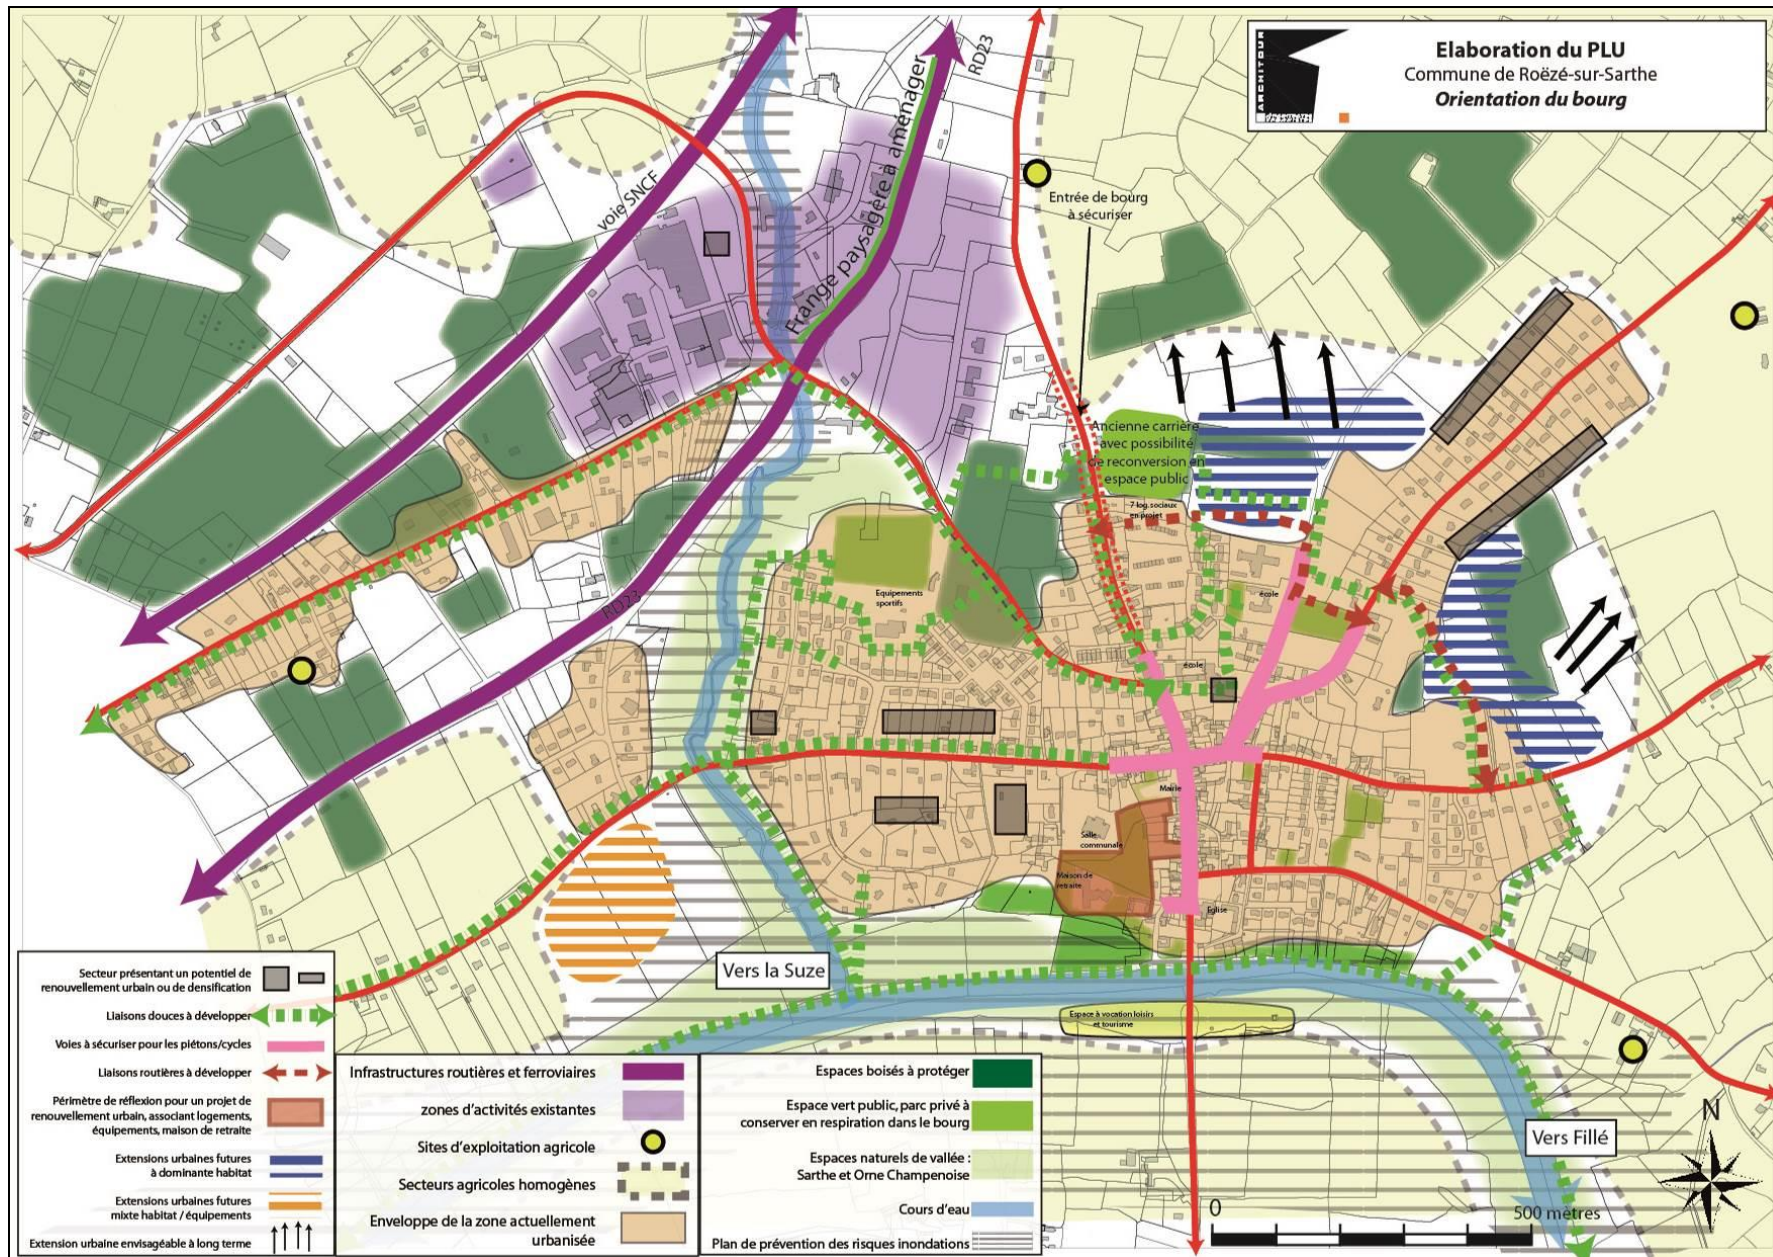 ARCHITOUR
Elaboration du PLU
Commune de Roëzé-sur-Sarthe
Orientation du bourg
RD23
voie SNCF
Frange paysagère à aménager
Entrée de bourg
à sécuriser
Ancienne carrière
avec possibilité
de reconversion en
espace public
7 log. sociaux
en projet
Equipements
sportifs
école
école
RD23
Mairie
Salle
communale
Maison de
retraite
Eglise
Vers la Suze
Espace à vocation loisirs
et tourisme
Vers Fillé
N
0
500 mètres
Secteur présentant un potentiel de
renouvellement urbain ou de densification
Liaisons douces à développer
Voies à sécuriser pour les piétons/cycles
Liaisons routières à développer
Périmètre de réflexion pour un projet de
renouvellement urbain, associant logements,
équipements, maison de retraite
Extensions urbaines futures
à dominante habitat
Extensions urbaines futures
mixte habitat / équipements
Extension urbaine envisageable à long terme
Infrastructures routières et ferroviaires
zones d'activités existantes
Sites d'exploitation agricole
Secteurs agricoles homogènes
Enveloppe de la zone actuellement
urbanisée
Espaces boisés à protéger
Espace vert public, parc privé à
conserver en respiration dans le bourg
Espaces naturels de vallée :
Sarthe et Orne Champenoise
Cours d'eau
Plan de prévention des risques inondations